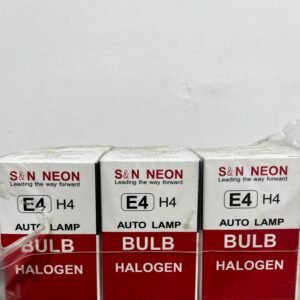 S&N NEON
Leading the way forward
E4 H4
AUTO LAMP
BULB
HALOGEN
S&N NEON
Leading the way forward
E4 H4
AUTO LAMP
BULB
HALOGEN
S&N NEON
Leading the way forward
E4 H4
AUTO LAMP
BULB
HALOGEN